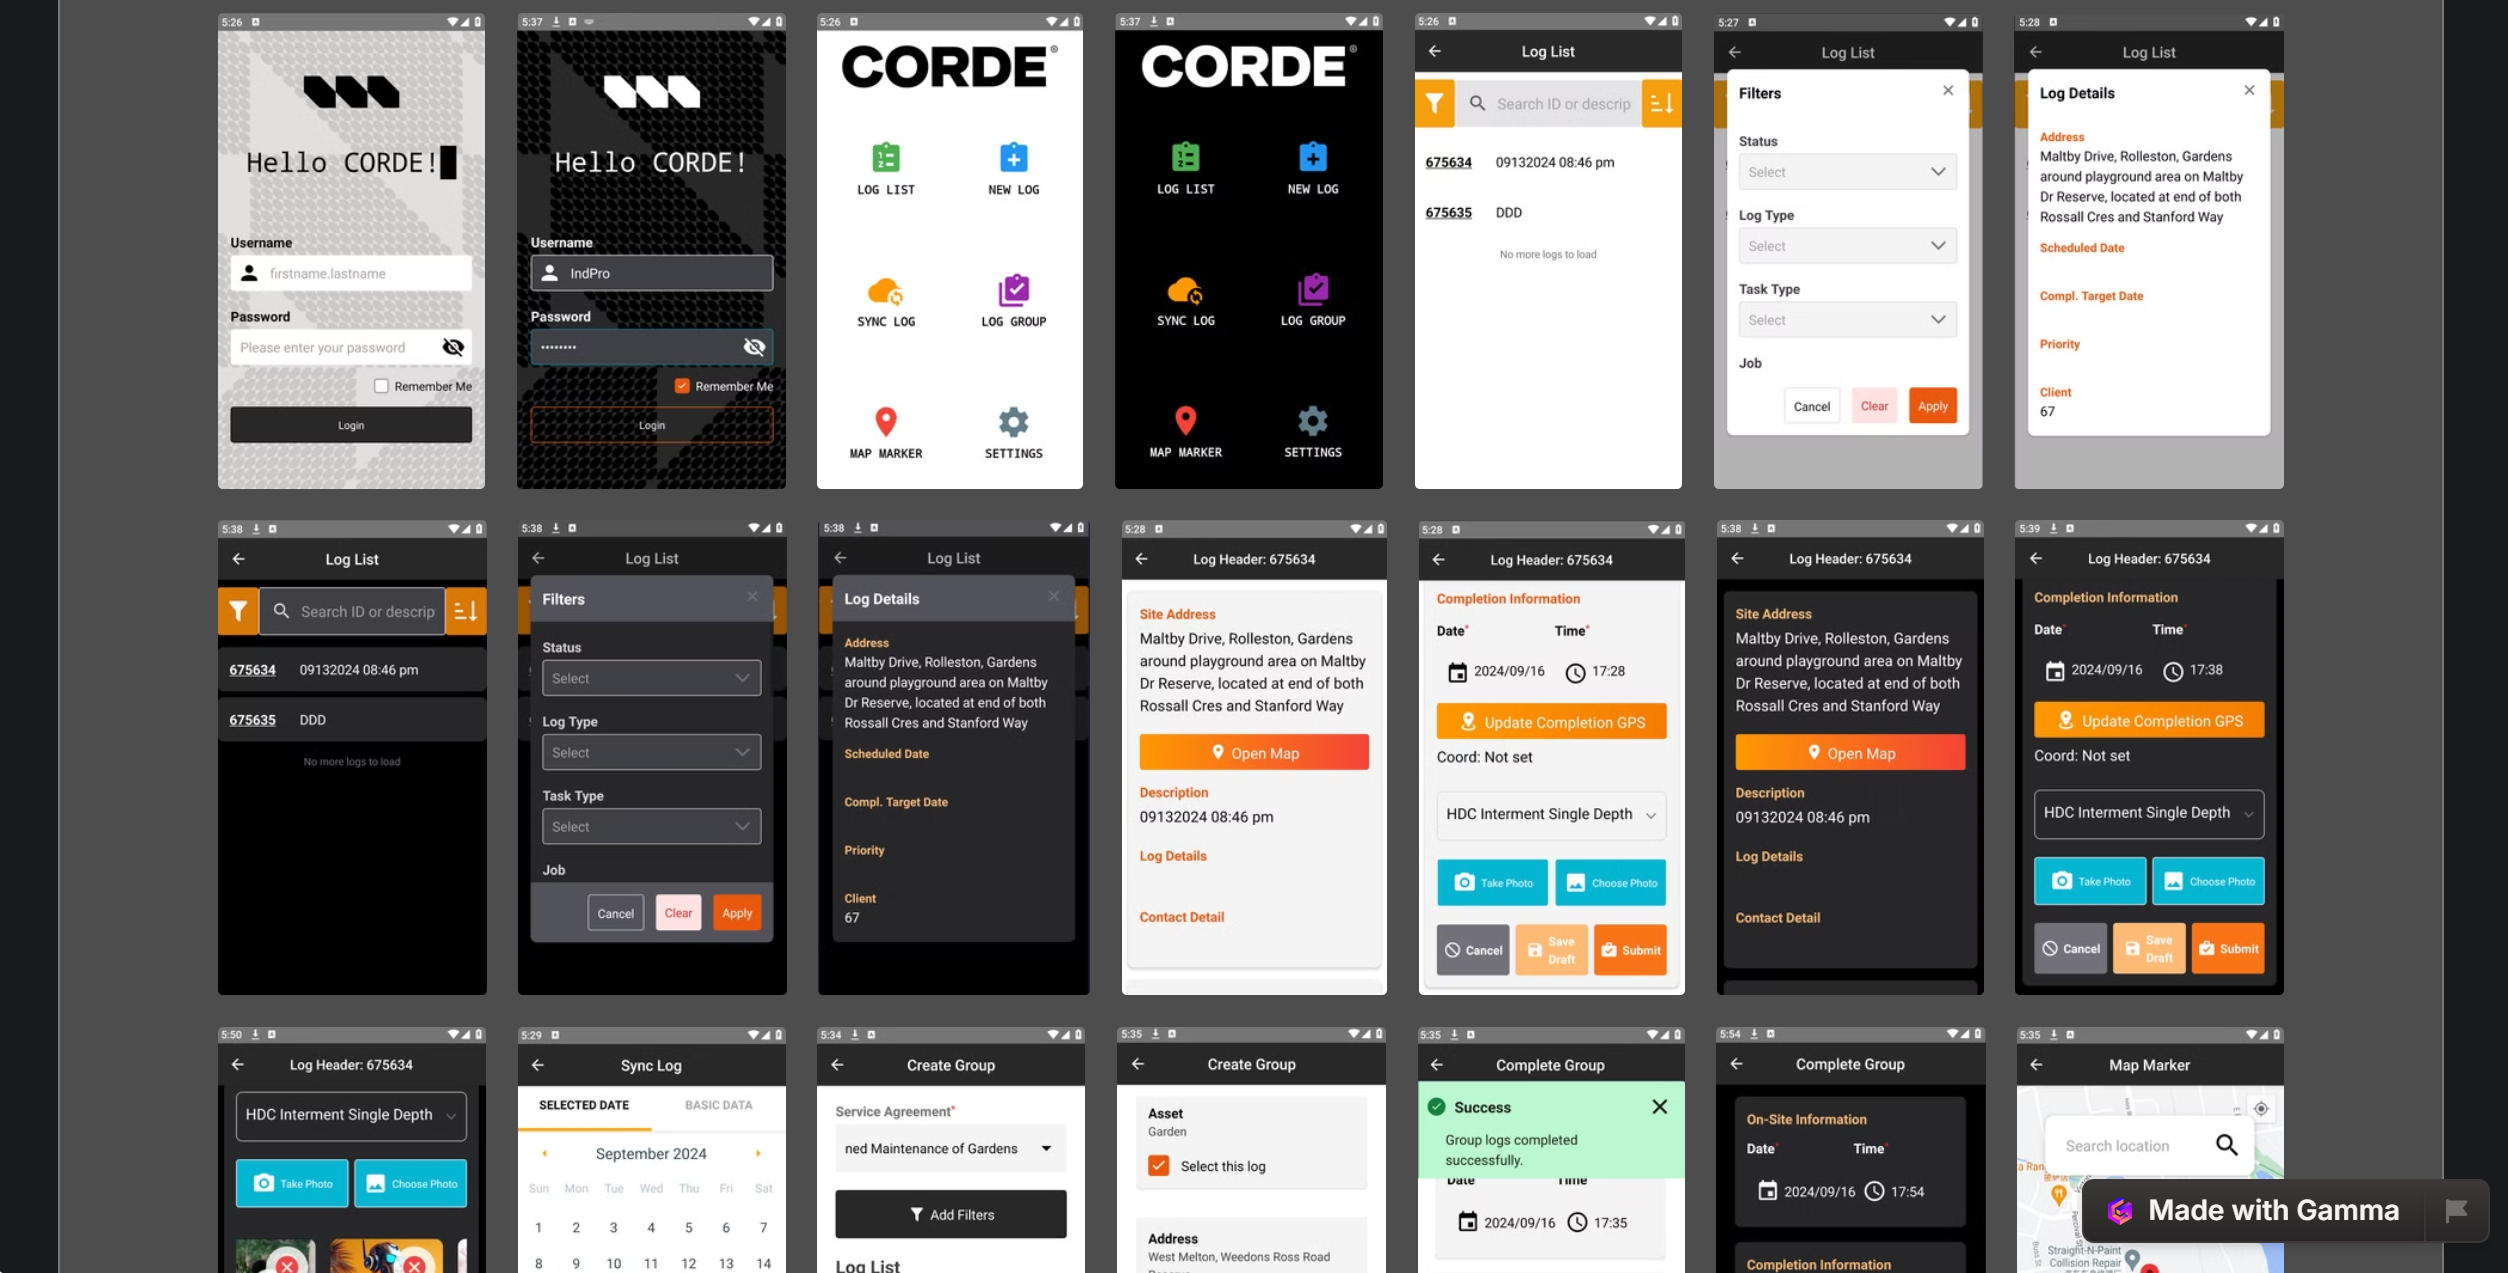 5:26
Hello CORDE!
Username
firstname.lastname
Password
Please enter your password
Remember Me
Login
5:37
Hello CORDE!
Username
IndPro
Password
••••••••
Remember Me
Login
5:26
CORDE®
LOG LIST
NEW LOG
SYNC LOG
LOG GROUP
MAP MARKER
SETTINGS
5:37
CORDE®
LOG LIST
NEW LOG
SYNC LOG
LOG GROUP
MAP MARKER
SETTINGS
5:26
Log List
Search ID or descrip
675634 09132024 08:46 pm
675635 DDD
No more logs to load
5:27
Log List
Filters
Status
Select
Log Type
Select
Task Type
Select
Job
Cancel Clear Apply
5:28
Log List
Log Details
Address
Maltby Drive, Rolleston, Gardens
around playground area on Maltby
Dr Reserve, located at end of both
Rossall Cres and Stanford Way
Scheduled Date
Compl. Target Date
Priority
Client
67
5:38
Log List
Search ID or descrip
675634 09132024 08:46 pm
675635 DDD
No more logs to load
5:38
Log List
Filters
Status
Select
Log Type
Select
Task Type
Select
Job
Cancel Clear Apply
5:38
Log List
Log Details
Address
Maltby Drive, Rolleston, Gardens
around playground area on Maltby
Dr Reserve, located at end of both
Rossall Cres and Stanford Way
Scheduled Date
Compl. Target Date
Priority
Client
67
5:28
Log Header: 675634
Site Address
Maltby Drive, Rolleston, Gardens
around playground area on Maltby
Dr Reserve, located at end of both
Rossall Cres and Stanford Way
Open Map
Description
09132024 08:46 pm
Log Details
Contact Detail
5:28
Log Header: 675634
Completion Information
Date* Time*
2024/09/16 17:28
Update Completion GPS
Coord: Not set
HDC Interment Single Depth
Take Photo Choose Photo
Cancel Save Draft Submit
5:38
Log Header: 675634
Site Address
Maltby Drive, Rolleston, Gardens
around playground area on Maltby
Dr Reserve, located at end of both
Rossall Cres and Stanford Way
Open Map
Description
09132024 08:46 pm
Log Details
Contact Detail
5:39
Log Header: 675634
Completion Information
Date* Time*
2024/09/16 17:38
Update Completion GPS
Coord: Not set
HDC Interment Single Depth
Take Photo Choose Photo
Cancel Save Draft Submit
5:50
Log Header: 675634
HDC Interment Single Depth
Take Photo Choose Photo
5:29
Sync Log
SELECTED DATE BASIC DATA
September 2024
Sun Mon Tue Wed Thu Fri Sat
1 2 3 4 5 6 7
8 9 10 11 12 13 14
5:34
Create Group
Service Agreement*
ned Maintenance of Gardens
Add Filters
Log List
5:35
Create Group
Asset
Garden
Select this log
Address
West Melton, Weedons Ross Road
5:35
Complete Group
Success
Group logs completed
successfully.
Date Time
2024/09/16 17:35
5:54
Complete Group
On-Site Information
Date* Time*
2024/09/16 17:54
Completion Information
5:35
Map Marker
Search location
Straight-N-Paint
Collision Repair
Made with Gamma